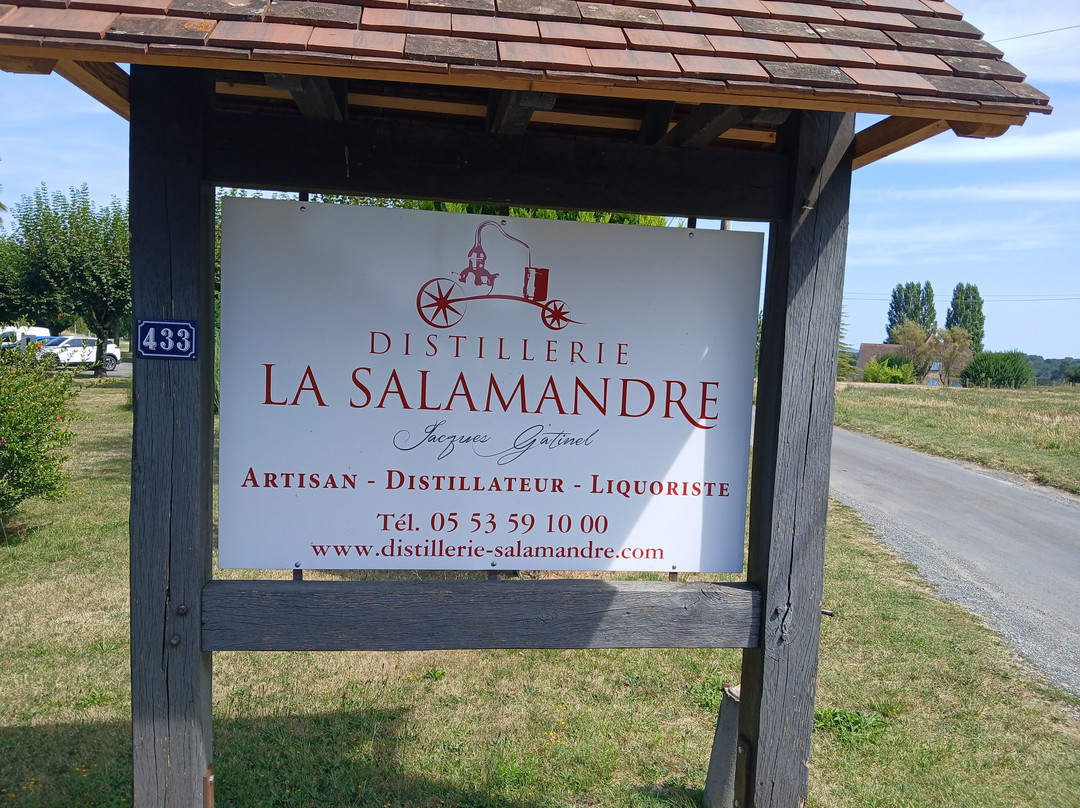 433
DISTILLERIE
LA SALAMANDRE
Jacques Gatinel
ARTISAN - DISTILLATEUR - LIQUORISTE
Tél. 05 53 59 10 00
www.distillerie-salamandre.com